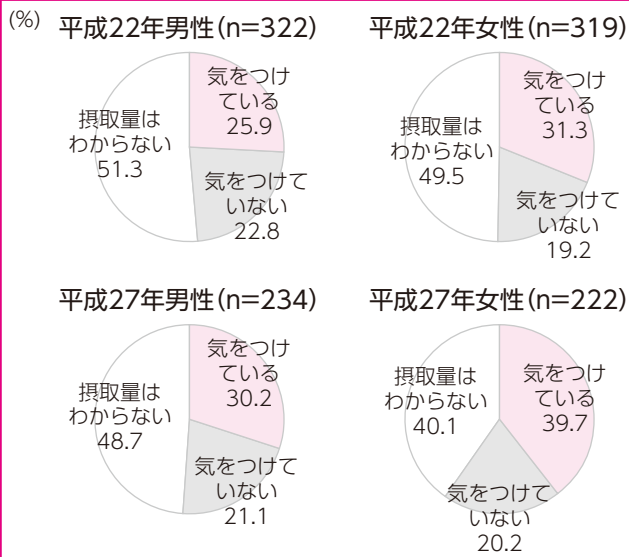 (%)
平成22年男性(n=322)
気をつけ
ている
25.9
気をつけて
いない
22.8
摂取量は
わからない
51.3
平成22年女性(n=319)
気をつけ
ている
31.3
気をつけて
いない
19.2
摂取量は
わからない
49.5
平成27年男性(n=234)
気をつけ
ている
30.2
気をつけて
いない
21.1
摂取量は
わからない
48.7
平成27年女性(n=222)
気をつけ
ている
39.7
気をつけて
いない
20.2
摂取量は
わからない
40.1